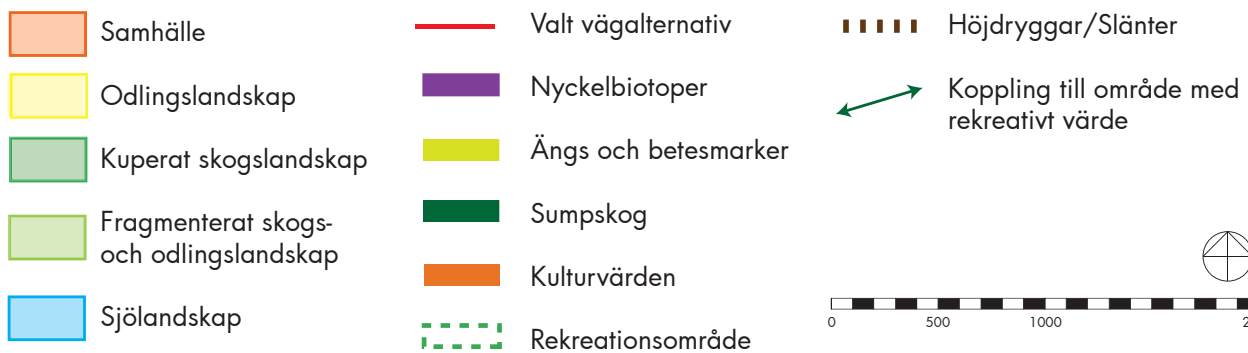 Samhälle
Odlingslandskap
Kuperat skogslandskap
Fragmenterat skogs-
och odlingslandskap
Sjölandskap
Valt vägalternativ
Nyckelbiotoper
Ängs och betesmarker
Sumpskog
Kulturvärden
Rekreationsområde
Höjdryggar/Slänter
Koppling till område med
rekreativt värde
0 500 1000